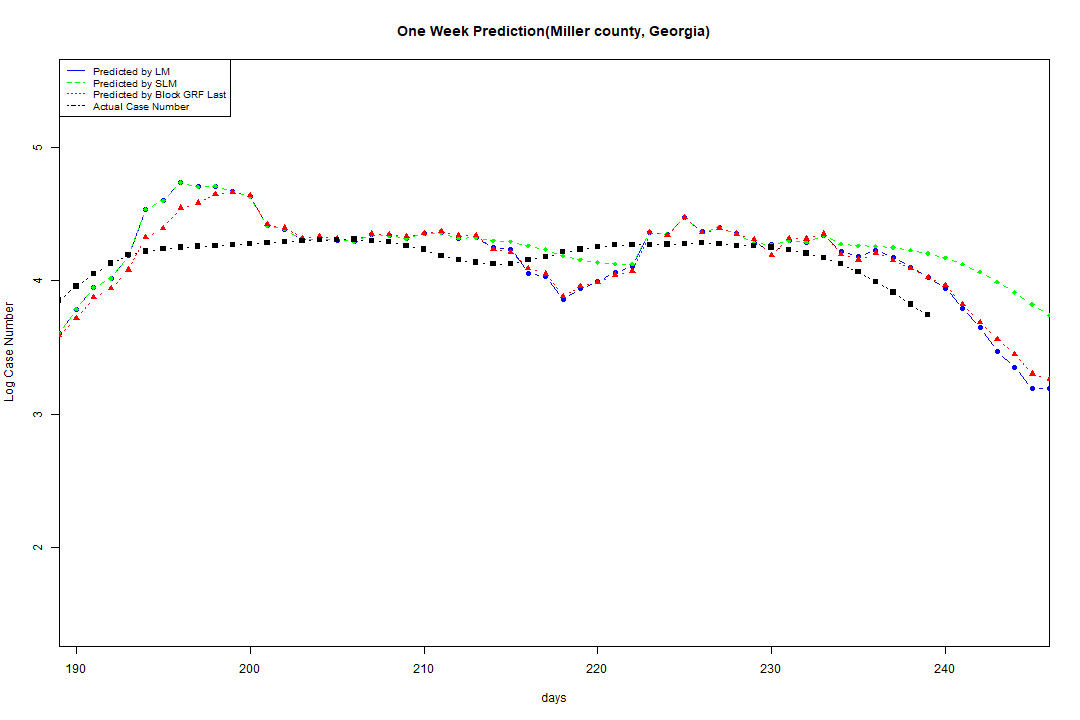 One Week Prediction(Miller county, Georgia)
Predicted by LM
Predicted by SLM
Predicted by Block GRF Last
Actual Case Number
5
4
3
2
Log Case Number
190 200 210 220 230 240
days